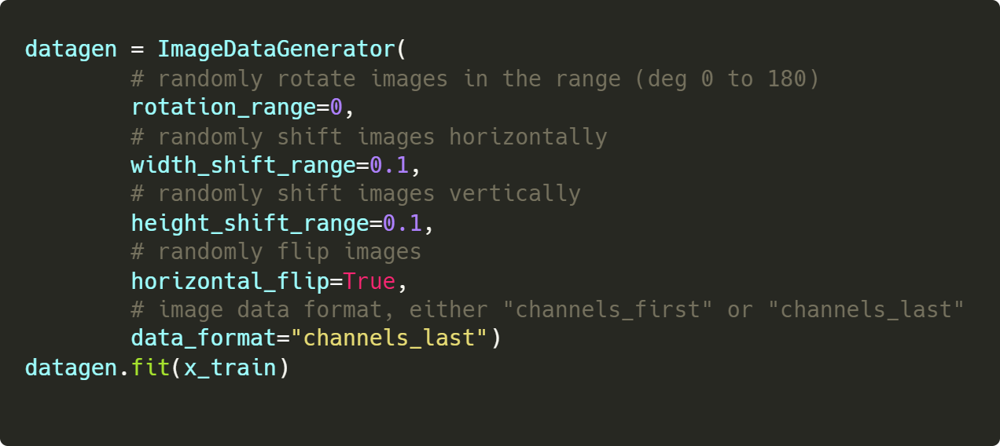 datagen = ImageDataGenerator(
        # randomly rotate images in the range (deg 0 to 180)
        rotation_range=0,
        # randomly shift images horizontally
        width_shift_range=0.1,
        # randomly shift images vertically
        height_shift_range=0.1,
        # randomly flip images
        horizontal_flip=True,
        # image data format, either "channels_first" or "channels_last"
        data_format="channels_last")
datagen.fit(x_train)